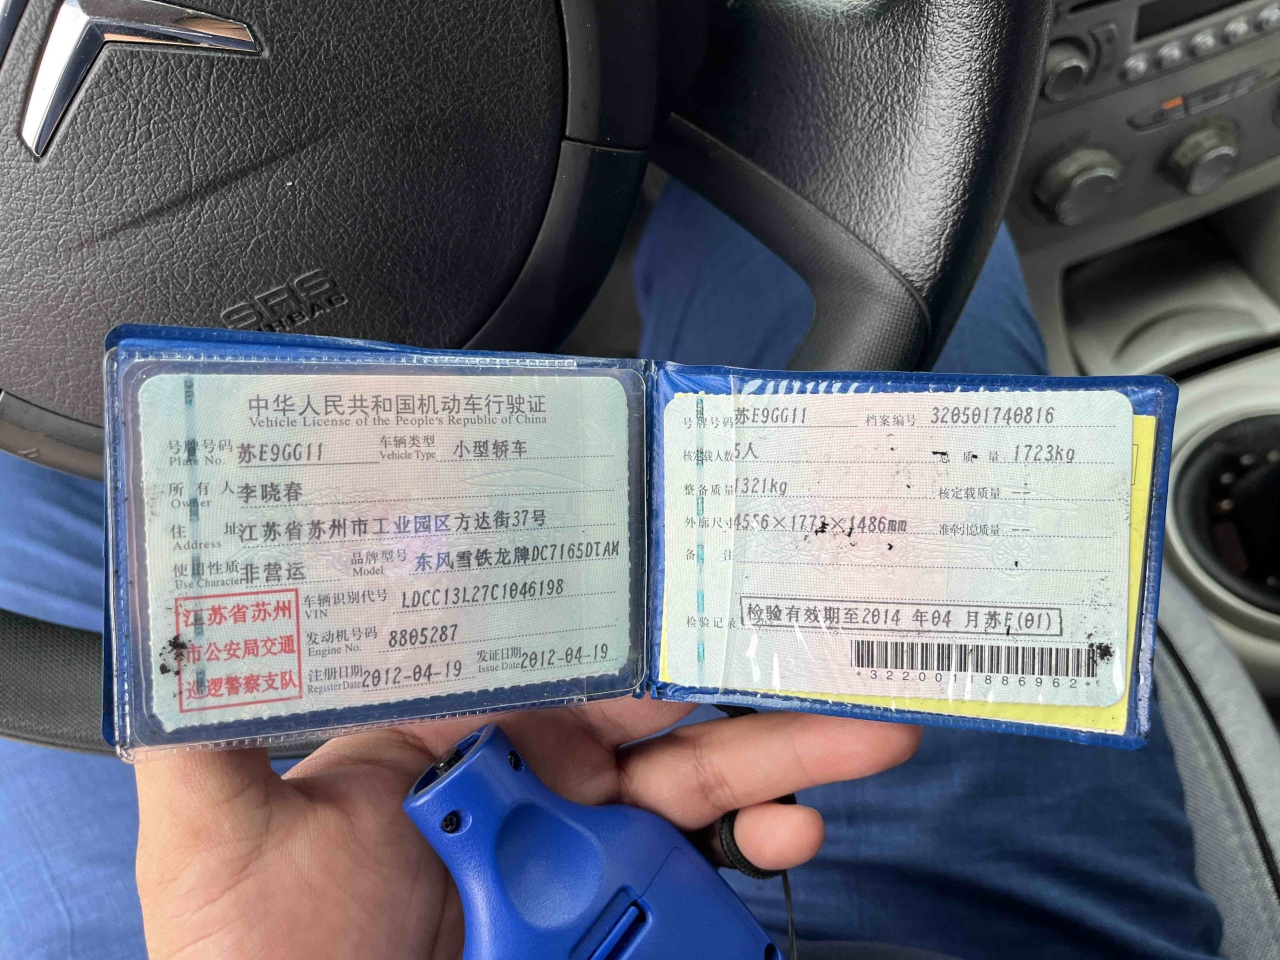 SRS
AIRBAG
中华人民共和国机动车行驶证
Vehicle License of the People's Republic of China
号牌号码 苏E9GG11 车辆类型 小型轿车
Plate No. Vehicle Type
所有人 李晓春
Owner
住址 江苏省苏州市工业园区方达街37号
Address
使用性质 非营运 品牌型号 东风雪铁龙牌DC7165DTAM
Use Character Model
江苏省苏州
市公安局交通
巡逻警察支队
车辆识别代号 LDCC13L27C1046198
VIN
发动机号码 8805287
Engine No.
注册日期 2012-04-19 发证日期 2012-04-19
Register Date Issue Date
号牌号码 苏E9GG11 档案编号 320501740816
核定载人数 5人 总质量 1723kg
整备质量 1321kg 核定载质量 --
外廓尺寸 4556×1773×1486mm 准牵引总质量 --
备注
检验记录 检验有效期至2014年04月苏E(01)
*3220011886962*